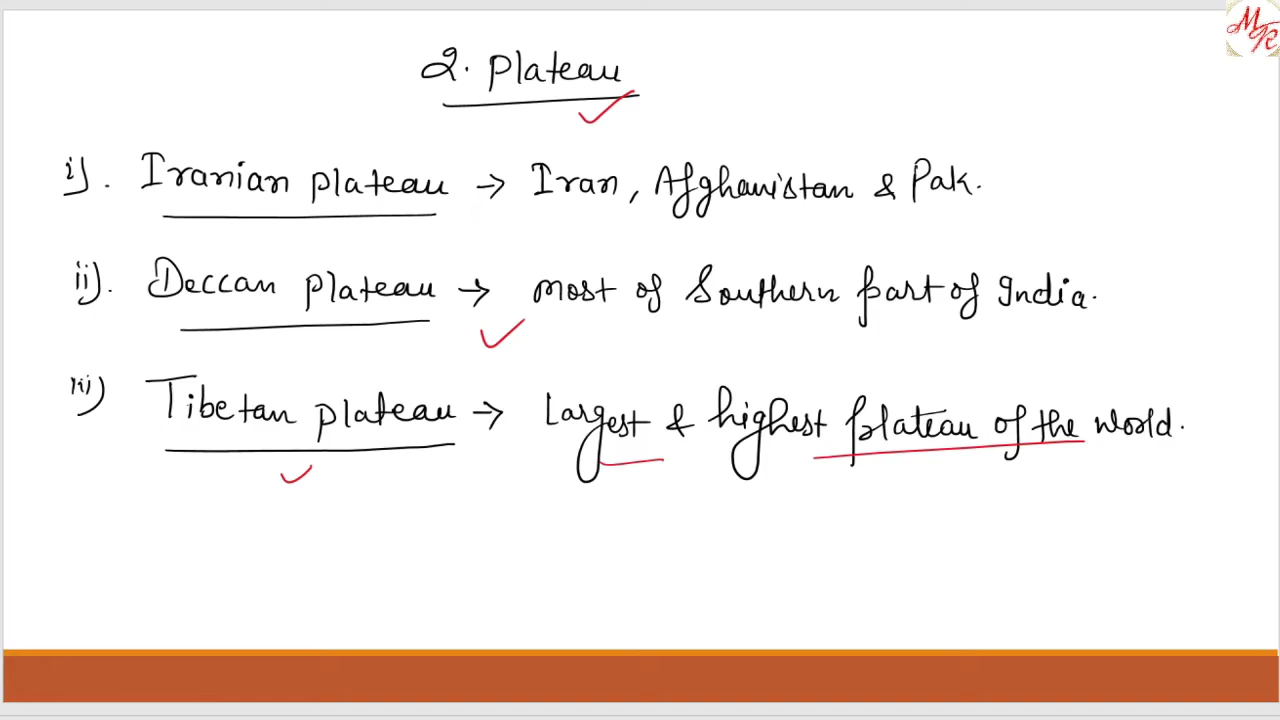 MR
2. Plateau
i). Iranian plateau → Iran, Afghanistan & Pak.
ii). Deccan plateau → most of Southern part of India.
iii) Tibetan plateau → Largest & highest plateau of the world.